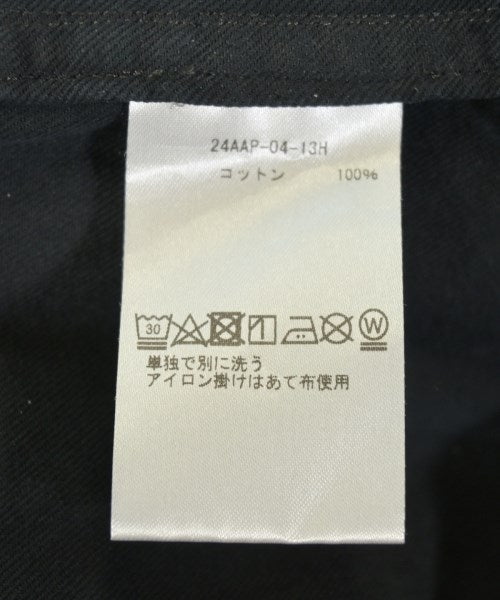 24AAP-04-13H
コットン 100%
30 W
単独で別に洗う
アイロン掛けはあて布使用